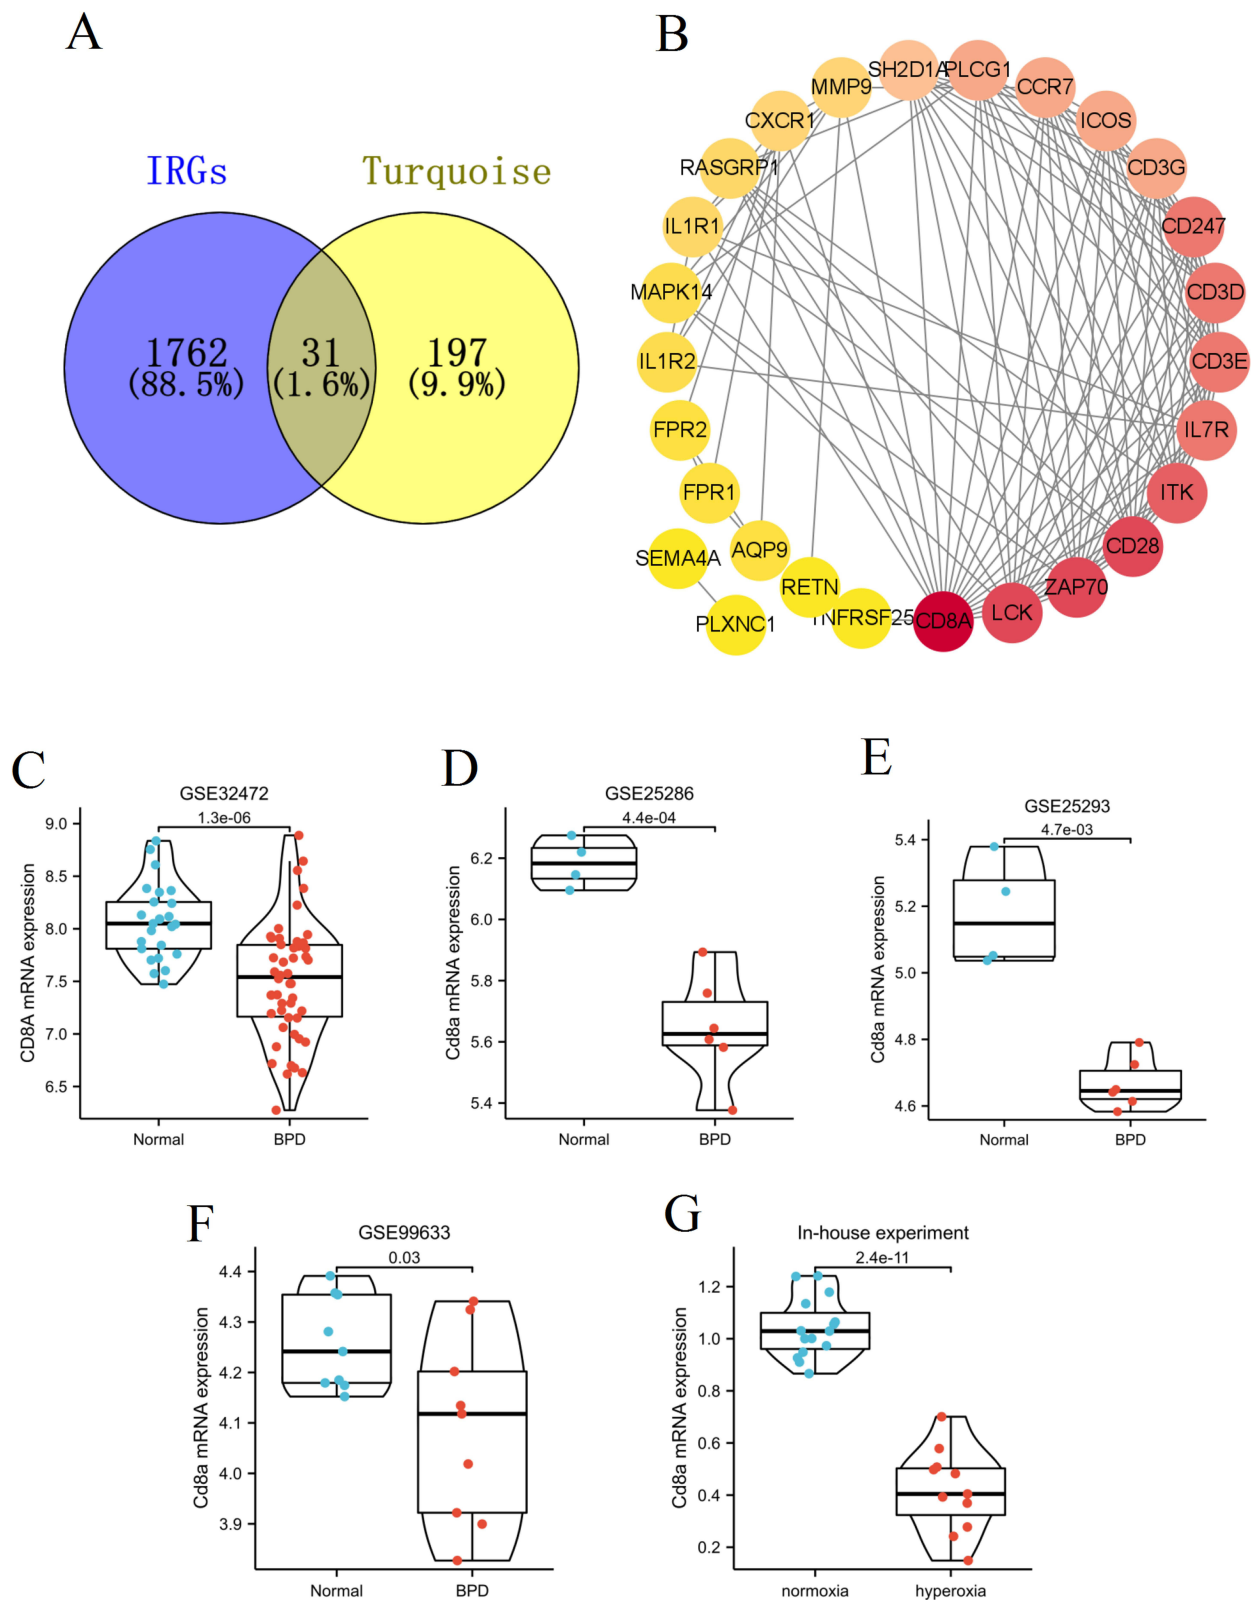 A
IRGs Turquoise
1762 31 197
(88.5%) (1.6%) (9.9%)
B
SH2D1A PLCG1
MMP9 CCR7
CXCR1 ICOS
RASGRP1 CD3G
IL1R1 CD247
MAPK14 CD3D
IL1R2 CD3E
FPR2 IL7R
FPR1 ITK
AQP9 CD28
SEMA4A
RETN ZAP70
PLXNC1 TNFRSF25 CD8A LCK
C
GSE32472
1.3e-06
CD8A mRNA expression
9.0
8.5
8.0
7.5
7.0
6.5
Normal BPD
D
GSE25286
4.4e-04
Cd8a mRNA expression
6.2
6.0
5.8
5.6
5.4
Normal BPD
E
GSE25293
4.7e-03
Cd8a mRNA expression
5.4
5.2
5.0
4.8
4.6
Normal BPD
F
GSE99633
0.03
Cd8a mRNA expression
4.4
4.3
4.2
4.1
4.0
3.9
Normal BPD
G
In-house experiment
2.4e-11
Cd8a mRNA expression
1.2
1.0
0.8
0.6
0.4
0.2
normoxia hyperoxia